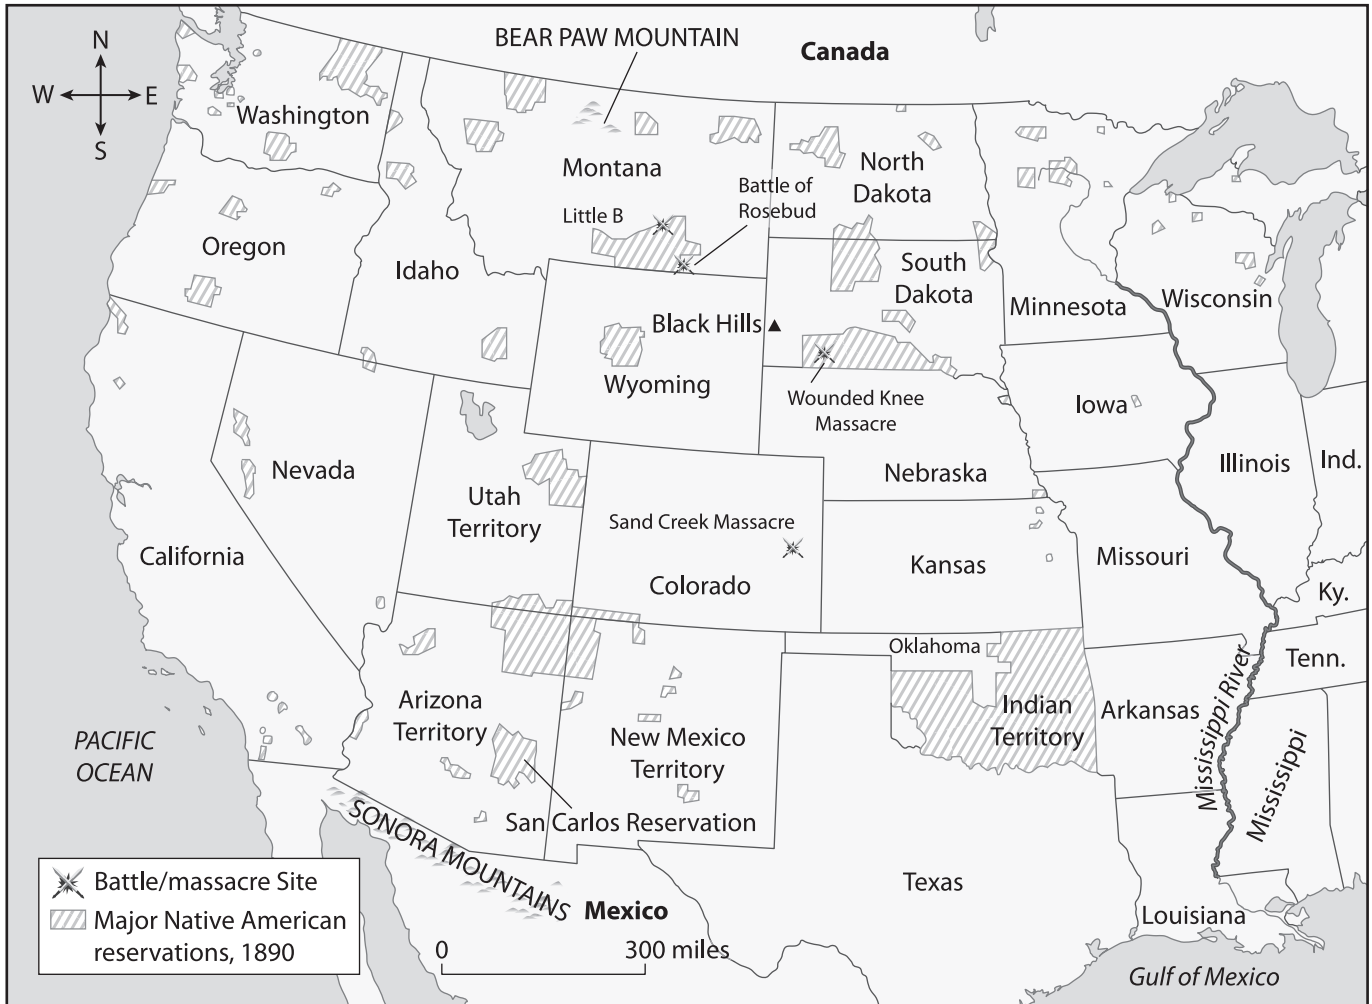 N
W
E
S
BEAR PAW MOUNTAIN
Canada
Washington
Montana
North
Dakota
Battle of
Rosebud
Little B
Oregon
Idaho
South
Dakota
Minnesota
Wisconsin
Black Hills
Wyoming
Wounded Knee
Massacre
Iowa
Nevada
Utah
Territory
Nebraska
Illinois
Ind.
Sand Creek Massacre
California
Colorado
Kansas
Missouri
Ky.
Oklahoma
Tenn.
Arizona
Territory
New Mexico
Territory
Indian
Territory
Arkansas
Mississippi River
Mississippi
PACIFIC
OCEAN
San Carlos Reservation
SONORA MOUNTAINS
Mexico
Texas
Louisiana
Gulf of Mexico
Battle/massacre Site
Major Native American
reservations, 1890
0
300 miles